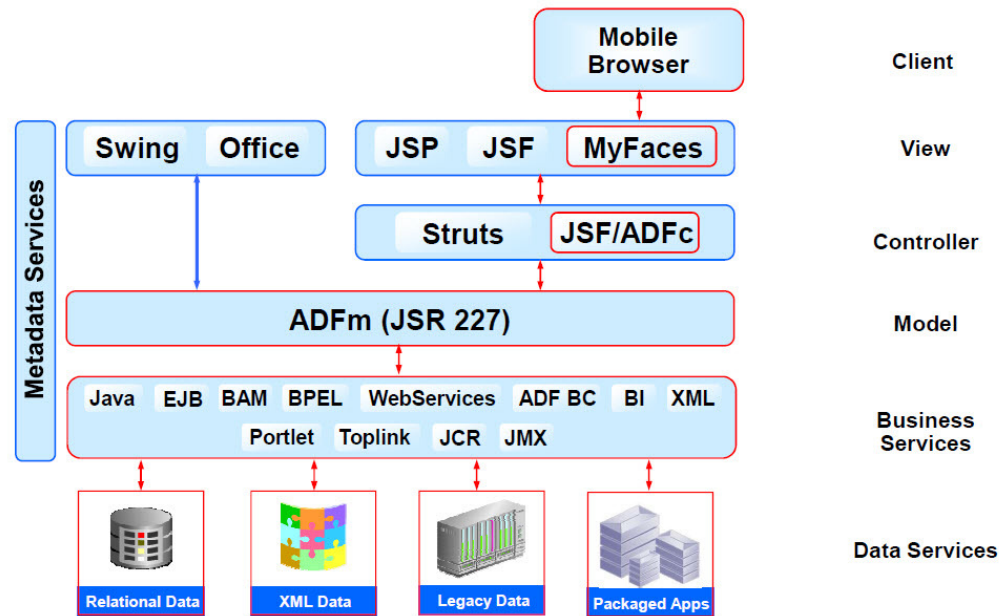 Mobile
Browser
Client
Metadata Services
Swing Office
JSP JSF MyFaces
View
Struts JSF/ADFc
Controller
ADFm (JSR 227)
Model
Java EJB BAM BPEL WebServices ADF BC BI XML
Portlet Toplink JCR JMX
Business
Services
Relational Data
XML Data
Legacy Data
Packaged Apps
Data Services